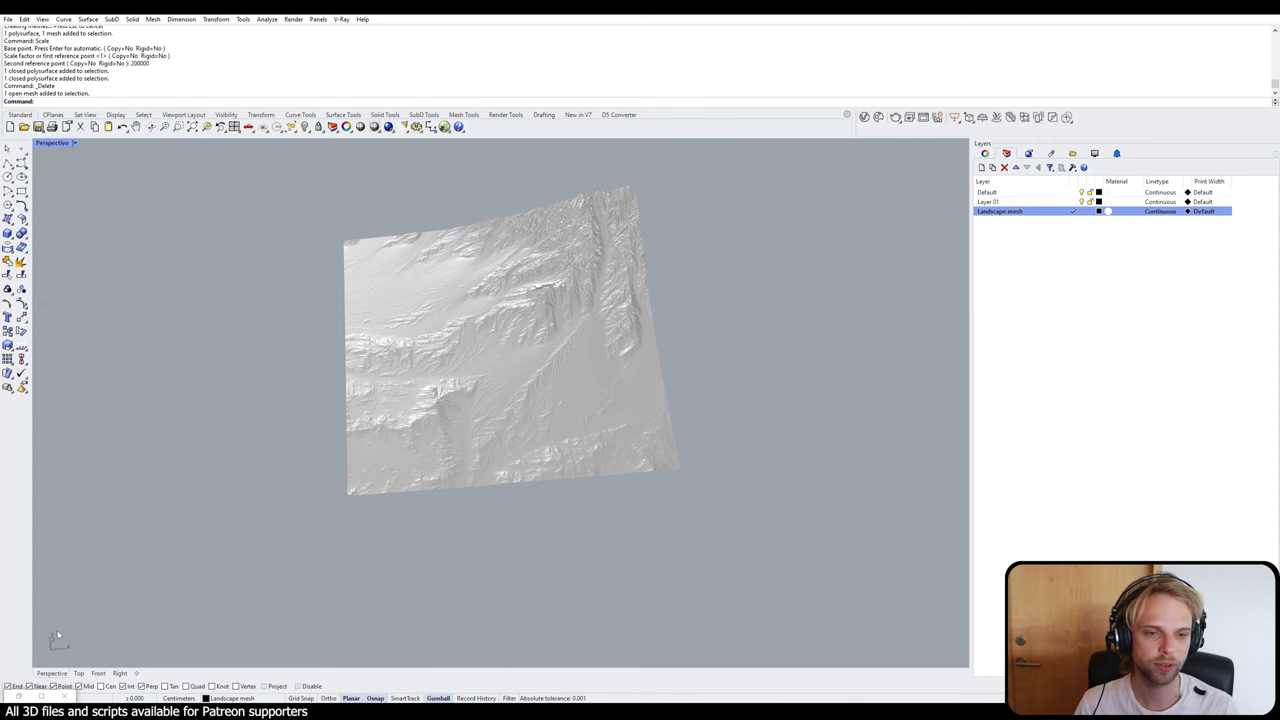 File Edit View Curve Surface SubD Solid Mesh Dimension Transform Tools Analyze Render Panels V-Ray Help
Creating meshes... Press Esc to cancel
1 polysurface, 1 mesh added to selection.
Command: Scale
Base point. Press Enter for automatic. ( Copy=No Rigid=No )
Scale factor or first reference point <1> ( Copy=No Rigid=No )
Second reference point ( Copy=No Rigid=No ): 200000
1 closed polysurface added to selection.
1 closed polysurface added to selection.
Command: _Delete
1 open mesh added to selection.
Command:
Standard CPlanes Set View Display Select Viewport Layout Visibility Transform Curve Tools Surface Tools Solid Tools SubD Tools Mesh Tools Render Tools Drafting New in V7 D5 Converter
Perspective
Layers
Layer Material Linetype Print Width
Default Continuous Default
Layer 01 Continuous Default
Landscape mesh Continuous Default
Perspective Top Front Right
End Near Point Mid Cen Int Perp Tan Quad Knot Vertex Project Disable
± 0.000 Centimeters Landscape mesh Grid Snap Ortho Planar Osnap SmartTrack Gumball Record History Filter Absolute tolerance: 0.001
All 3D files and scripts available for Patreon supporters